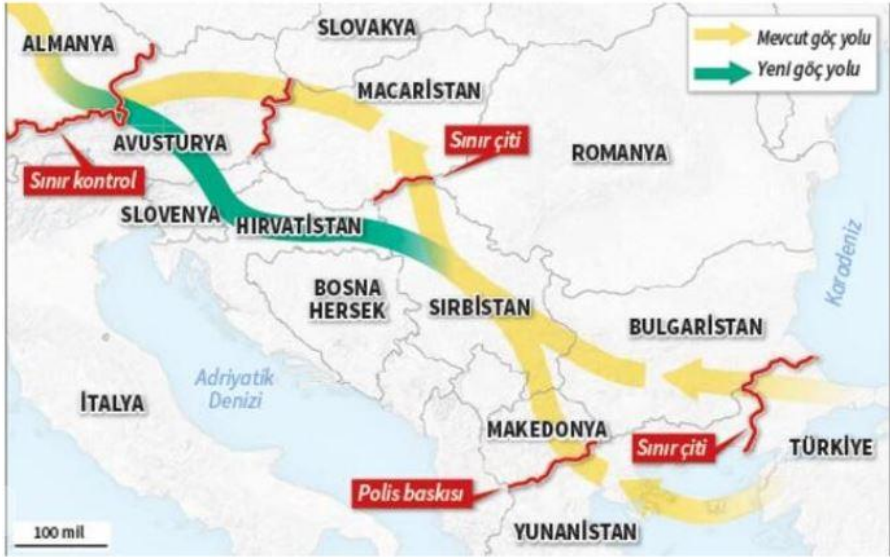 SLOVAKYA
ALMANYA
Mevcut göç yolu
Yeni göç yolu
MACARİSTAN
AVUSTURYA
Sınır çiti
ROMANYA
Sınır kontrol
SLOVENYA
HIRVATİSTAN
Karadeniz
BOSNA
HERSEK
SIRBİSTAN
BULGARİSTAN
Adriyatik
Denizi
İTALYA
MAKEDONYA
Sınır çiti
TÜRKİYE
Polis baskısı
100 mil
YUNANİSTAN